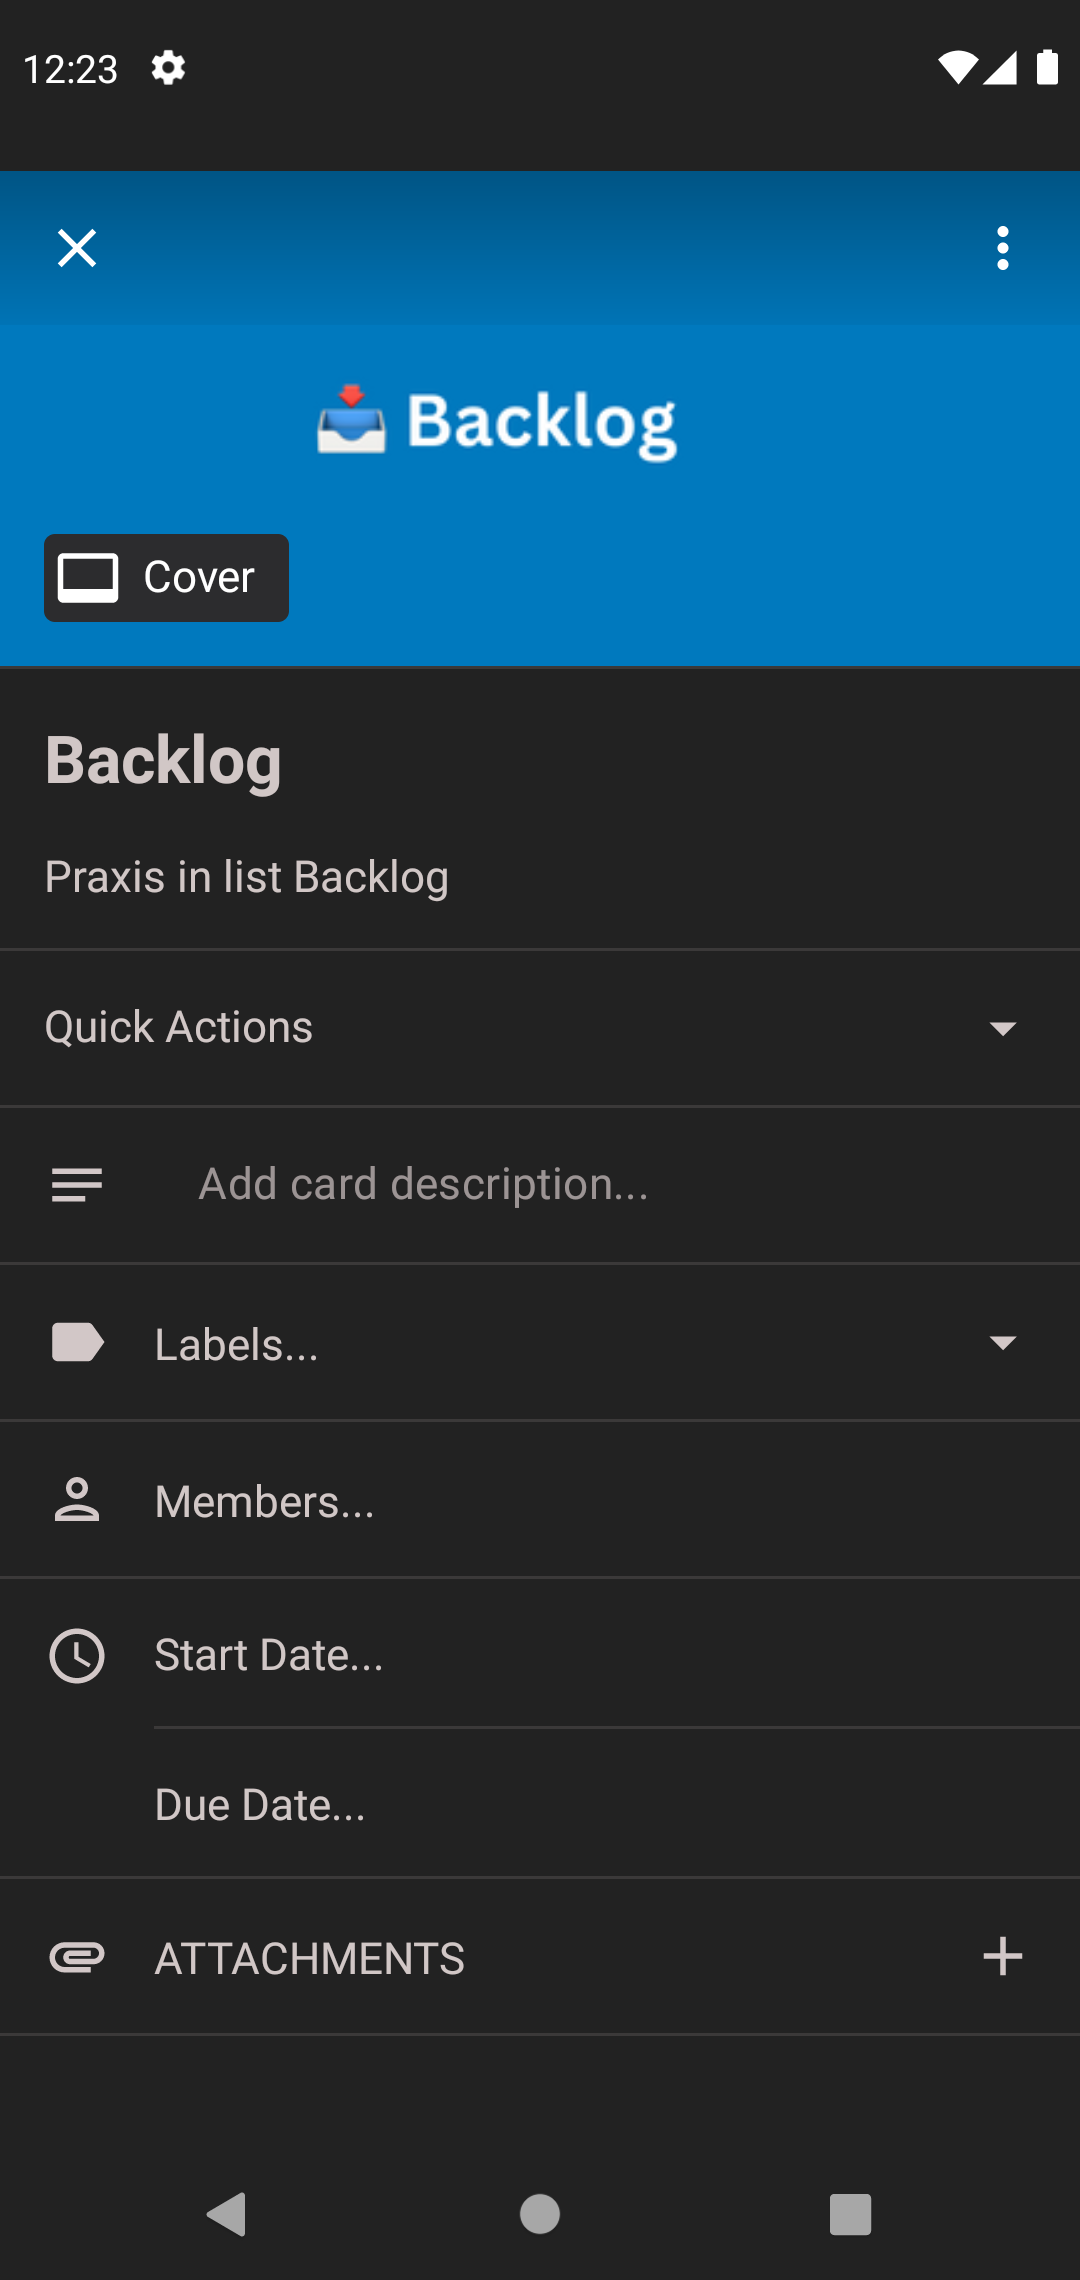 12:23
Backlog
Cover
Backlog
Praxis in list Backlog
Quick Actions
Add card description...
Labels...
Members...
Start Date...
Due Date...
ATTACHMENTS